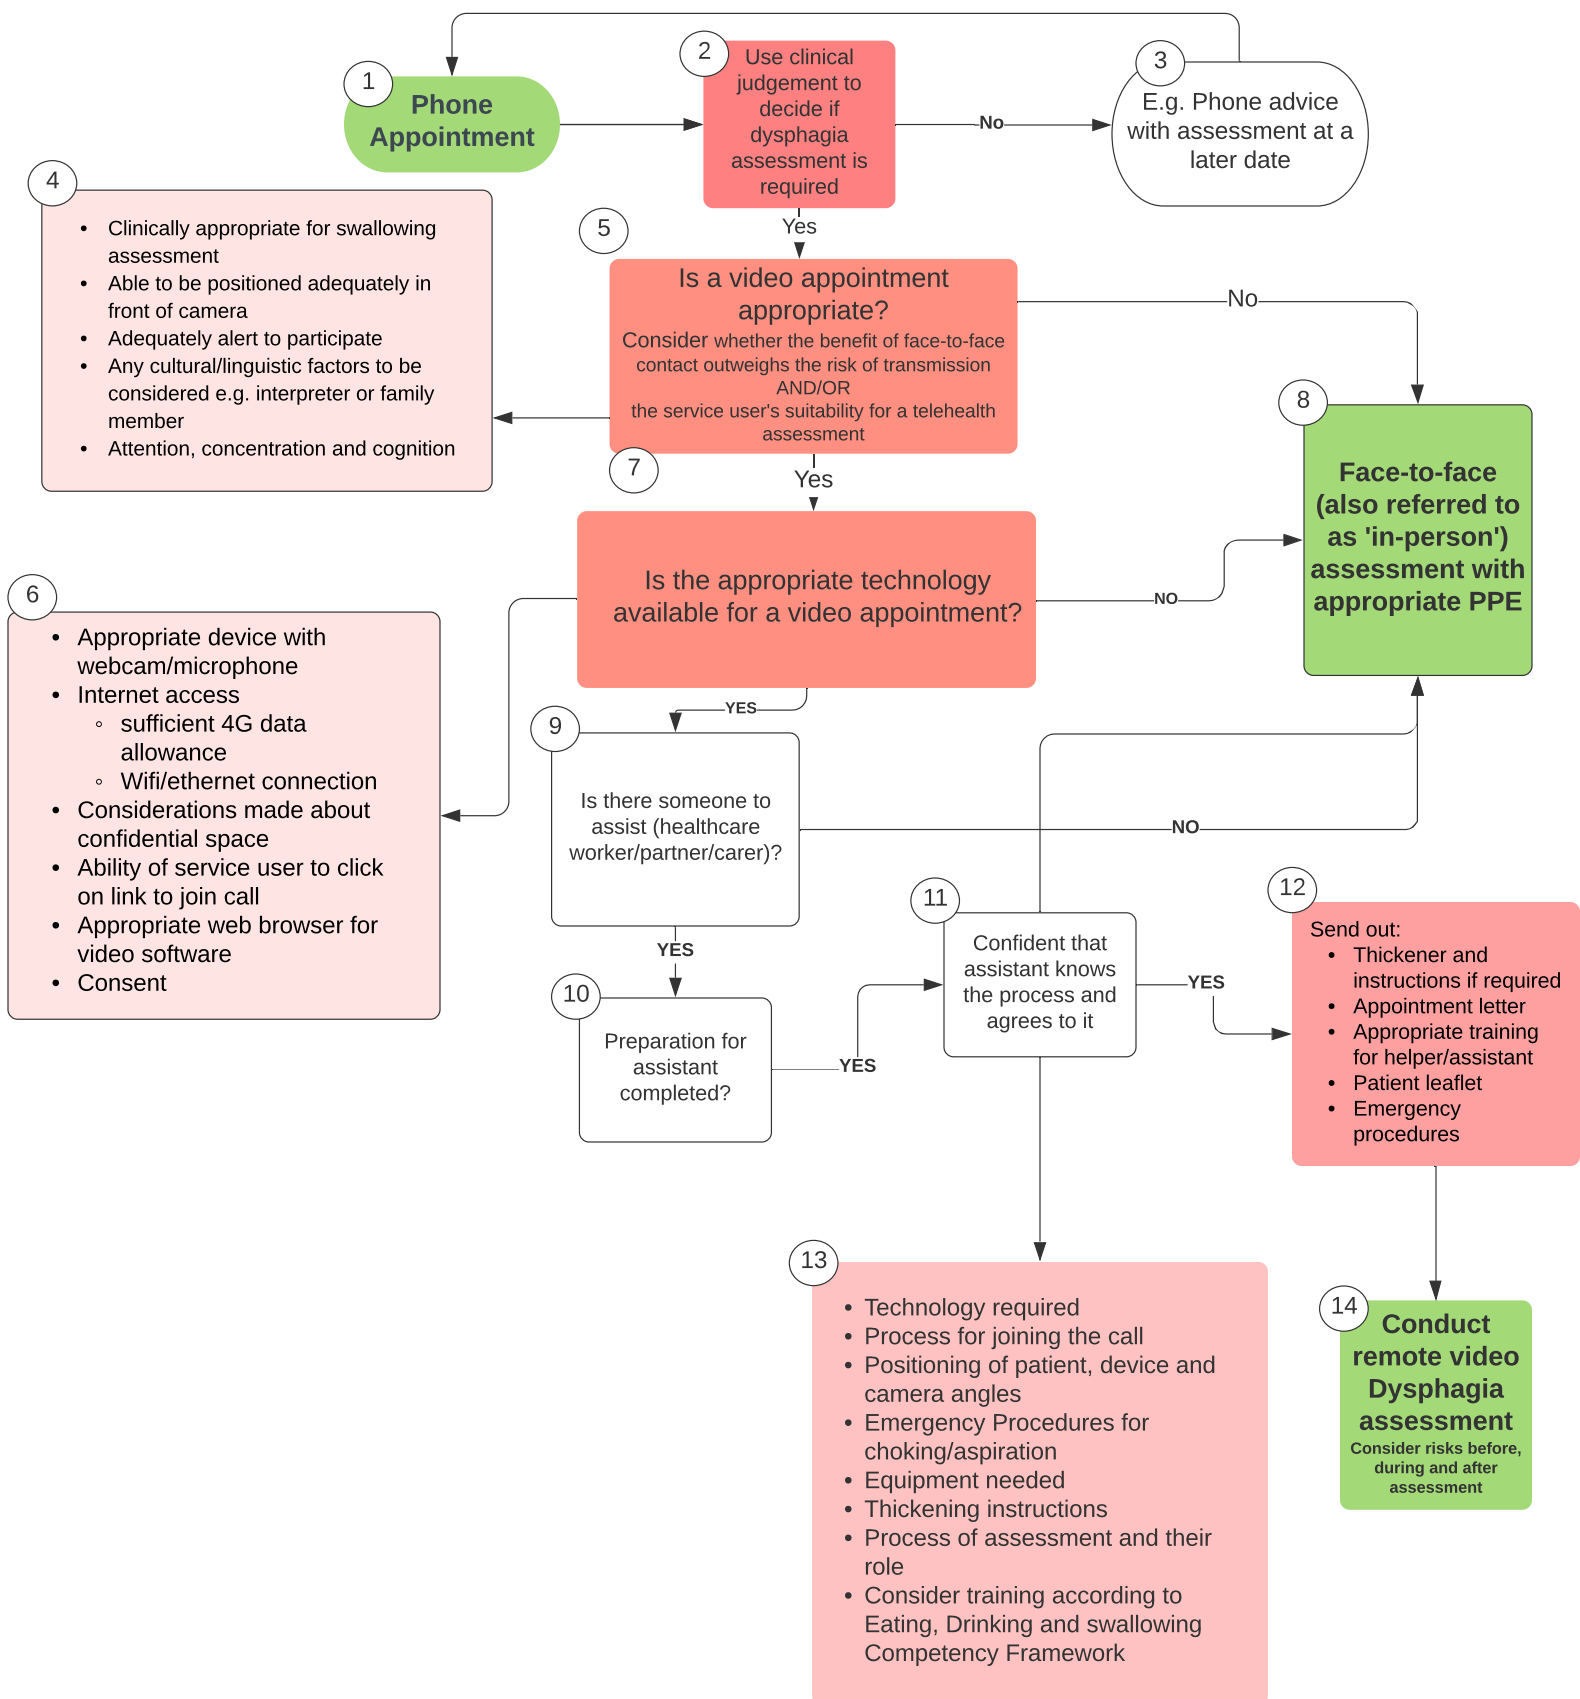 1
Phone
Appointment
2
Use clinical
judgement to
decide if
dysphagia
assessment is
required
No
3
E.g. Phone advice
with assessment at a
later date
Yes
4
• Clinically appropriate for swallowing
assessment
• Able to be positioned adequately in
front of camera
• Adequately alert to participate
• Any cultural/linguistic factors to be
considered e.g. interpreter or family
member
• Attention, concentration and cognition
5
Is a video appointment
appropriate?
Consider whether the benefit of face-to-face
contact outweighs the risk of transmission
AND/OR
the service user's suitability for a telehealth
assessment
No
Yes
6
• Appropriate device with
webcam/microphone
• Internet access
◦ sufficient 4G data
allowance
◦ Wifi/ethernet connection
• Considerations made about
confidential space
• Ability of service user to click
on link to join call
• Appropriate web browser for
video software
• Consent
7
Is the appropriate technology
available for a video appointment?
NO
YES
8
Face-to-face
(also referred to
as 'in-person')
assessment with
appropriate PPE
9
Is there someone to
assist (healthcare
worker/partner/carer)?
NO
YES
10
Preparation for
assistant
completed?
YES
11
Confident that
assistant knows
the process and
agrees to it
YES
12
Send out:
• Thickener and
instructions if required
• Appointment letter
• Appropriate training
for helper/assistant
• Patient leaflet
• Emergency
procedures
13
• Technology required
• Process for joining the call
• Positioning of patient, device and
camera angles
• Emergency Procedures for
choking/aspiration
• Equipment needed
• Thickening instructions
• Process of assessment and their
role
• Consider training according to
Eating, Drinking and swallowing
Competency Framework
14
Conduct
remote video
Dysphagia
assessment
Consider risks before,
during and after
assessment